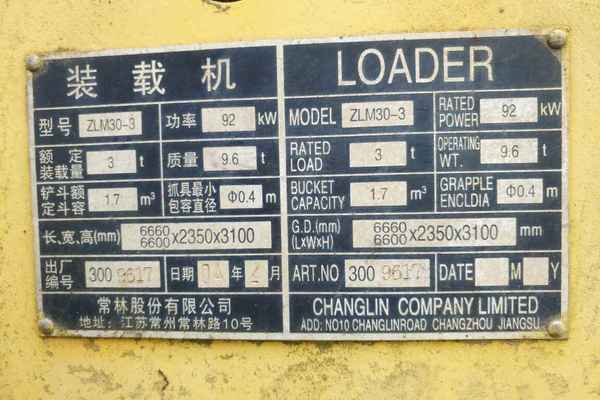 装载机
型号 ZLM30-3 功率 92 kW
额定装载量 3 t 质量 9.6 t
铲斗额定斗容 1.7 m³ 抓具最小包容直径 Φ0.4 m
长、宽、高(mm) 6660 6600 x2350x3100
出厂编号 300 9617 日期 04 年 月
常林股份有限公司
地址:江苏常州常林路10号
LOADER
MODEL ZLM30-3 RATED POWER 92 kW
RATED LOAD 3 t OPERATING WT. 9.6 t
BUCKET CAPACITY 1.7 m³ GRAPPLE ENCLDIA Φ0.4 m
G.D.(mm) (LxWxH) 6660 6600 x2350x3100 mm
ART.NO 300 9617 DATE M Y
CHANGLIN COMPANY LIMITED
ADD: NO10 CHANGLINROAD CHANGZHOU JIANGSU